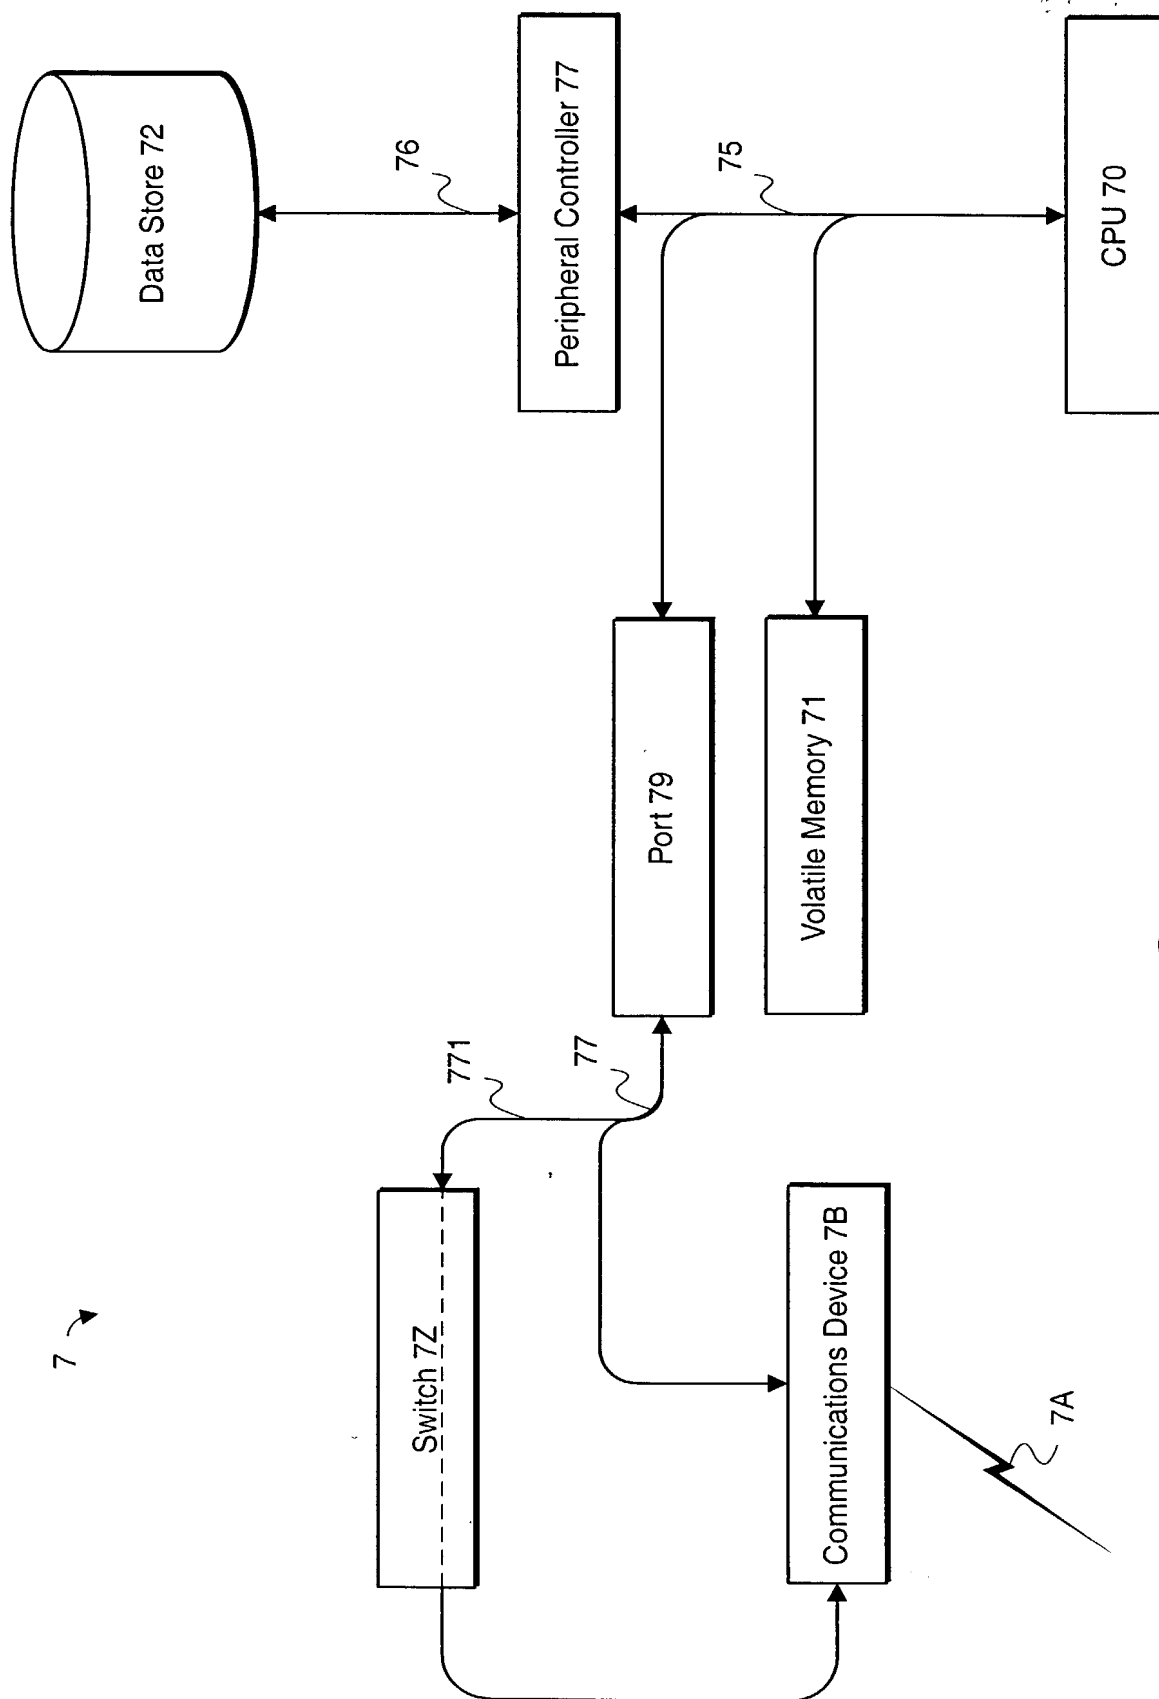 7
Switch 7Z
771
77
Communications Device 7B
7A
Port 79
Volatile Memory 71
Data Store 72
76
Peripheral Controller 77
75
CPU 70